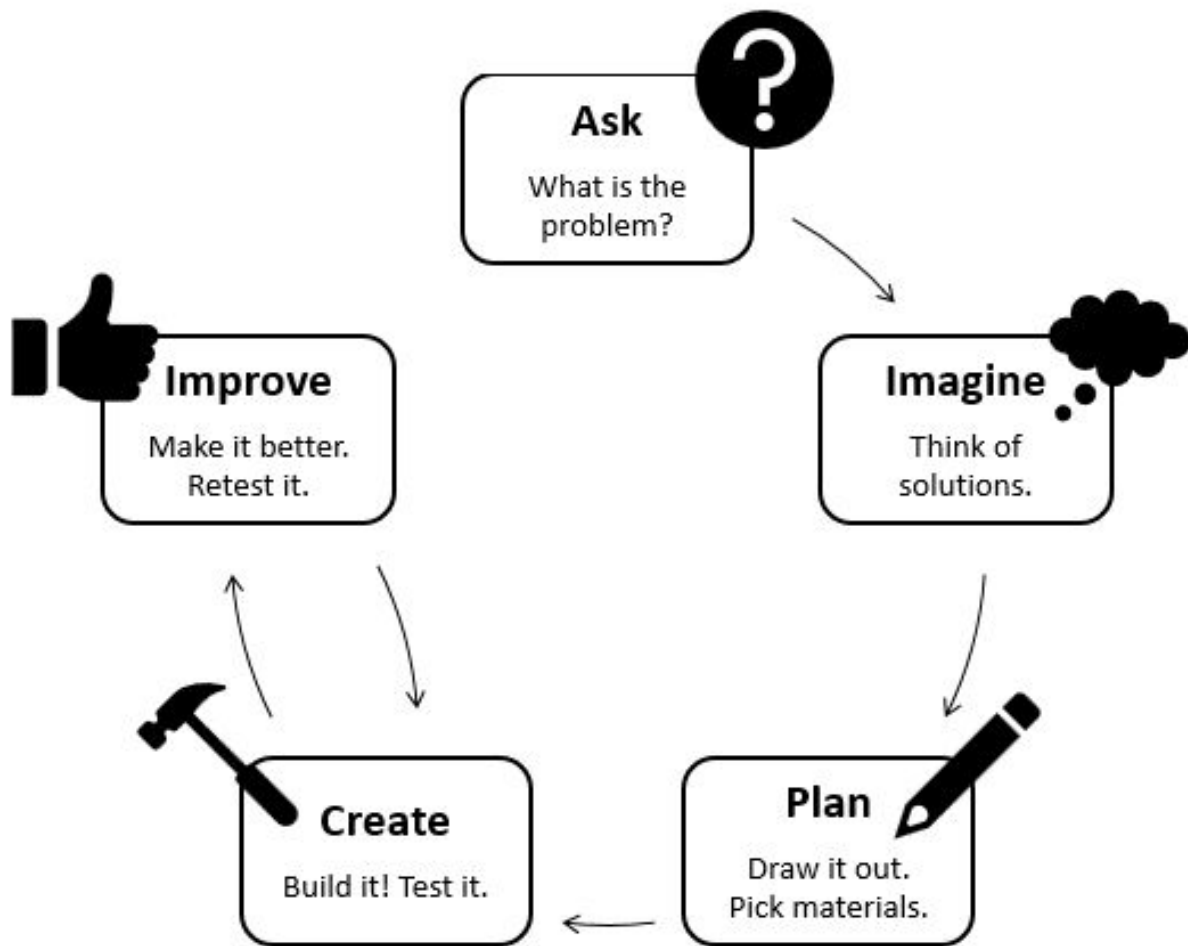 Ask
What is the
problem?
Imagine
Think of
solutions.
Plan
Draw it out.
Pick materials.
Create
Build it! Test it.
Improve
Make it better.
Retest it.